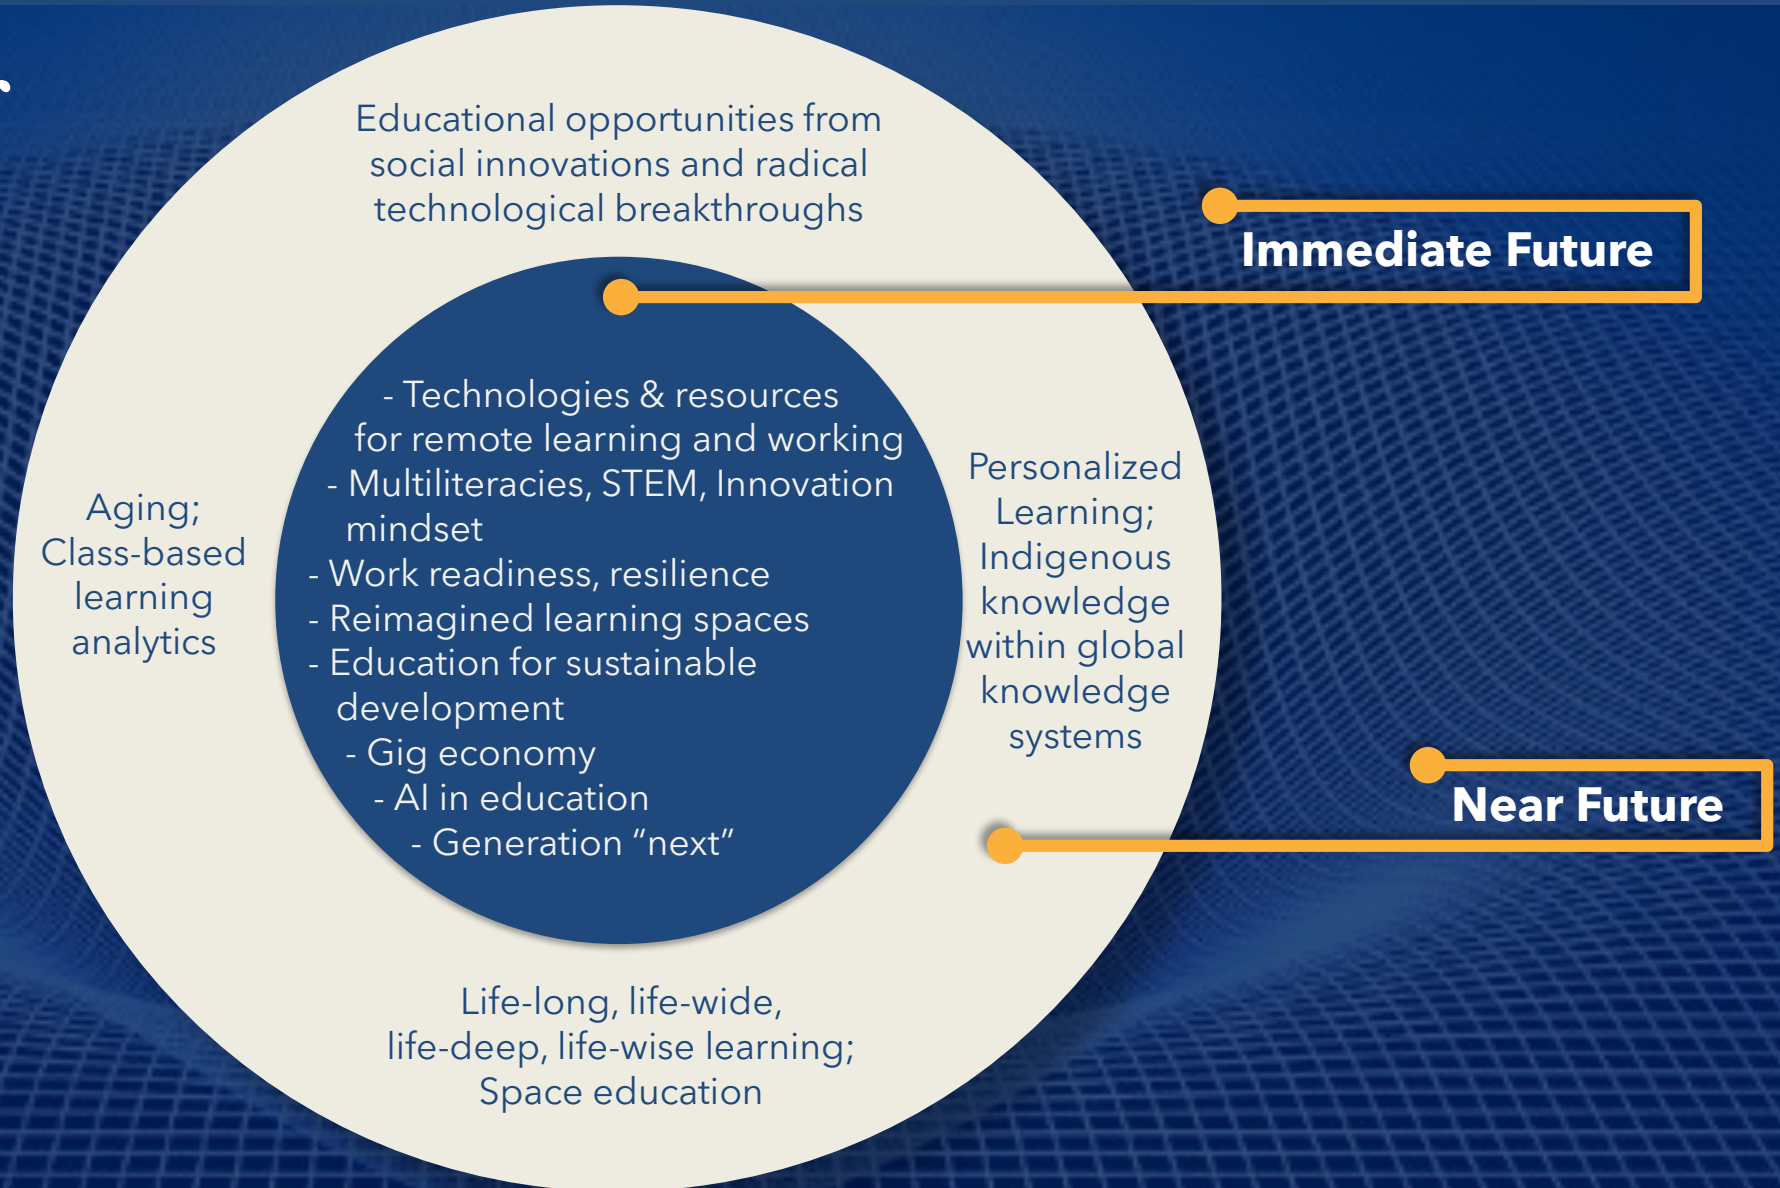 Educational opportunities from
social innovations and radical
technological breakthroughs
Immediate Future
- Technologies & resources
for remote learning and working
- Multiliteracies, STEM, Innovation
mindset
- Work readiness, resilience
- Reimagined learning spaces
- Education for sustainable
development
- Gig economy
- AI in education
- Generation “next”
Aging;
Class-based
learning
analytics
Personalized
Learning;
Indigenous
knowledge
within global
knowledge
systems
Near Future
Life-long, life-wide,
life-deep, life-wise learning;
Space education